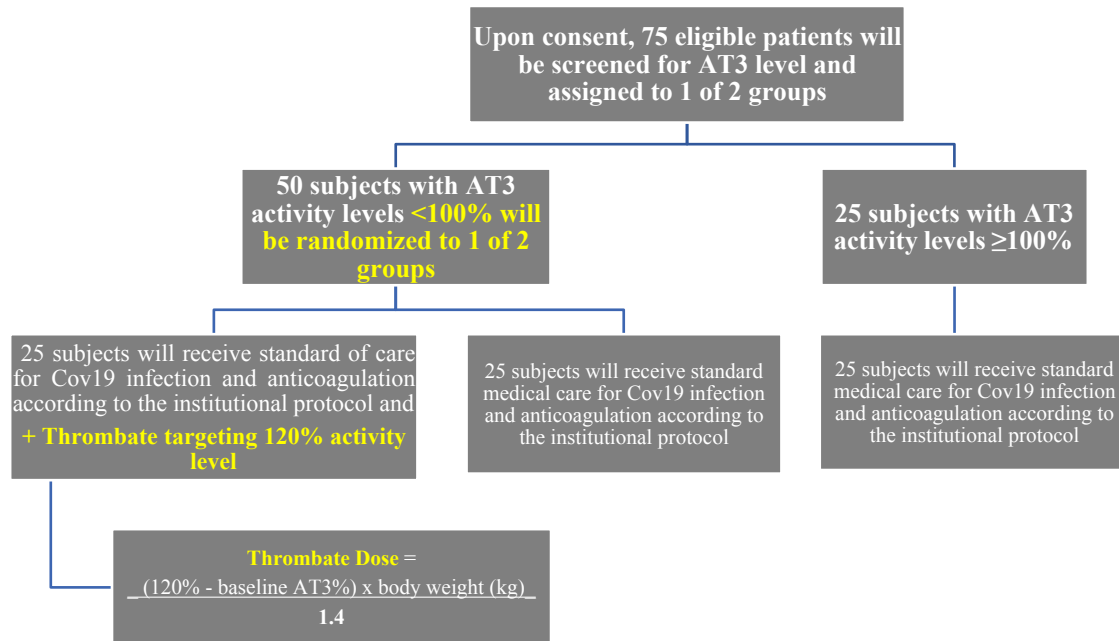 Upon consent, 75 eligible patients will
be screened for AT3 level and
assigned to 1 of 2 groups
50 subjects with AT3
activity levels <100% will
be randomized to 1 of 2
groups
25 subjects with AT3
activity levels ≥100%
25 subjects will receive standard of care
for Cov19 infection and anticoagulation
according to the institutional protocol and
+ Thrombate targeting 120% activity
level
25 subjects will receive standard
medical care for Cov19 infection
and anticoagulation according to
the institutional protocol
25 subjects will receive standard
medical care for Cov19 infection
and anticoagulation according to
the institutional protocol
Thrombate Dose =
(120% - baseline AT3%) x body weight (kg)
1.4